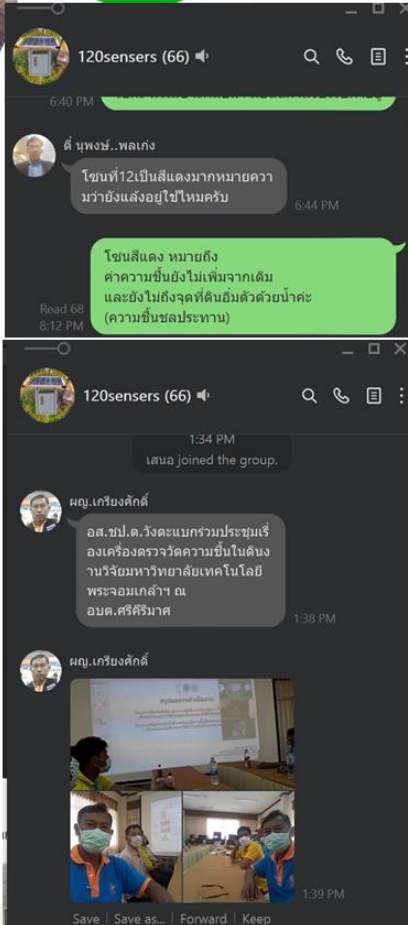 120sensers (66)
6:40 PM
ตี๋ นุพงษ์..พลเก่ง
โซนที่12เป็นสีแดงมากหมายควา
มว่ายังแล้งอยู่ใช้ไหมครับ
6:44 PM
โซนสีแดง หมายถึง
ค่าความชื้นยังไม่เพิ่มจากเดิม
และยังไม่ถึงจุดที่ดินอิ่มตัวด้วยน้ำค่ะ
(ความชื้นชลประทาน)
Read 68
8:12 PM
120sensers (66)
1:34 PM
เสนอ joined the group.
ผญ.เกรียงศักดิ์
อส.ชป.ต.วังตะแบกร่วมประชุมเรื่
องเครื่องตรวจวัดความชื้นในดินง
านวิจัยมหาวิทยาลัยเทคโนโลยี
พระจอมเกล้าฯ ณ
อบต.ศรีคีรีมาศ
1:38 PM
ผญ.เกรียงศักดิ์
1:39 PM
Save | Save as... | Forward | Keep